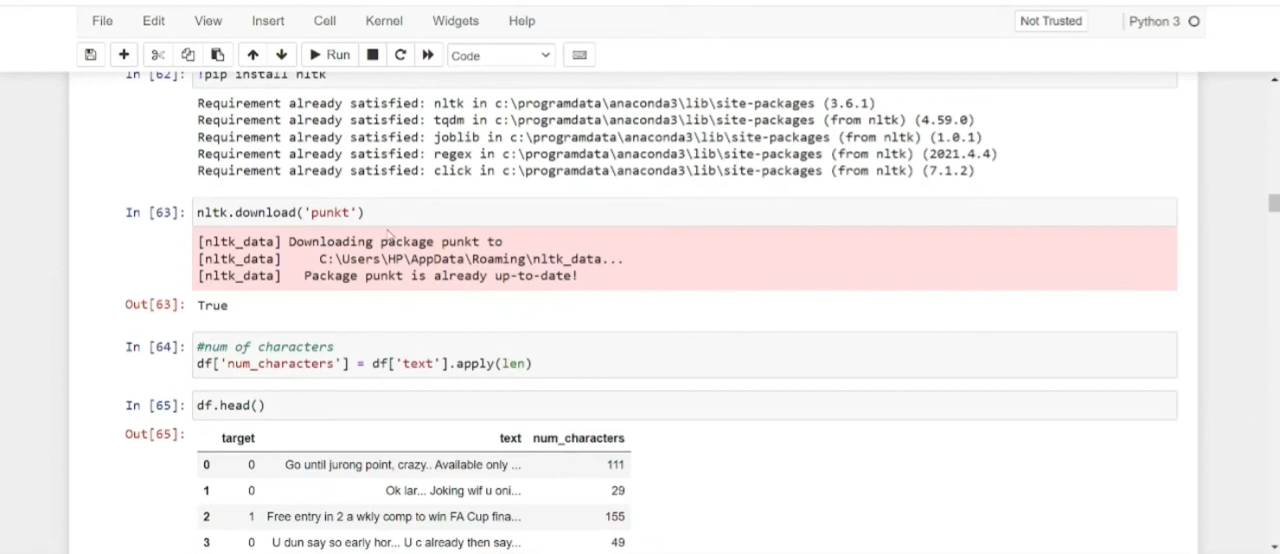 File Edit View Insert Cell Kernel Widgets Help Not Trusted Python 3
Run Code
In [62]: !pip install nltk
Requirement already satisfied: nltk in c:\programdata\anaconda3\lib\site-packages (3.6.1)
Requirement already satisfied: tqdm in c:\programdata\anaconda3\lib\site-packages (from nltk) (4.59.0)
Requirement already satisfied: joblib in c:\programdata\anaconda3\lib\site-packages (from nltk) (1.0.1)
Requirement already satisfied: regex in c:\programdata\anaconda3\lib\site-packages (from nltk) (2021.4.4)
Requirement already satisfied: click in c:\programdata\anaconda3\lib\site-packages (from nltk) (7.1.2)
In [63]: nltk.download('punkt')
[nltk_data] Downloading package punkt to
[nltk_data] C:\Users\HP\AppData\Roaming\nltk_data...
[nltk_data] Package punkt is already up-to-date!
Out[63]: True
In [64]: #num of characters
df['num_characters'] = df['text'].apply(len)
In [65]: df.head()
Out[65]:
target text num_characters
0 0 Go until jurong point, crazy.. Available only ... 111
1 0 Ok lar... Joking wif u oni... 29
2 1 Free entry in 2 a wkly comp to win FA Cup fina... 155
3 0 U dun say so early hor... U c already then say... 49